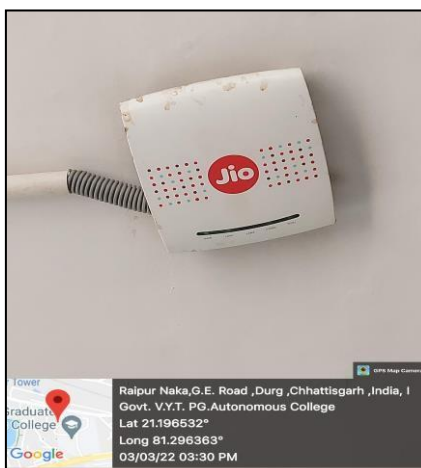 Jio
GPS Map Camera
Tower
Graduate
College
Google
Raipur Naka,G.E. Road ,Durg ,Chhattisgarh ,India, I
Govt. V.Y.T. PG.Autonomous College
Lat 21.196532°
Long 81.296363°
03/03/22 03:30 PM